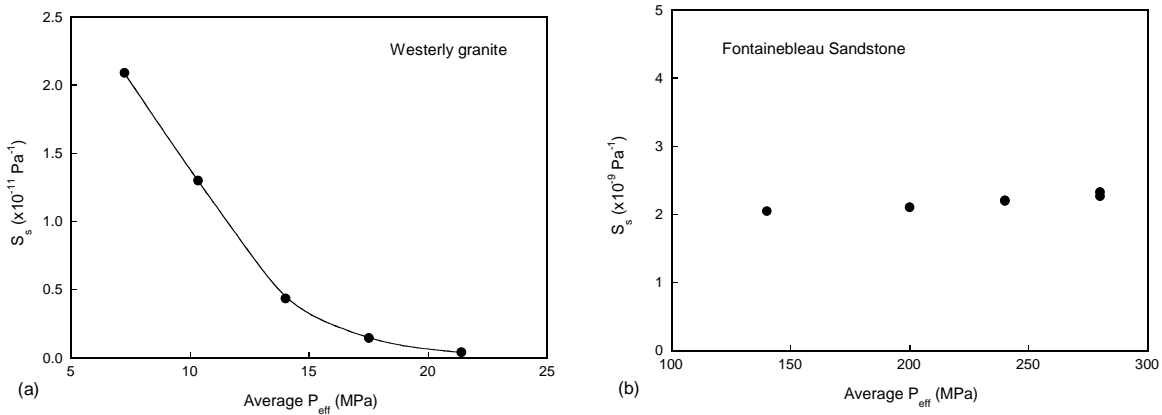 2.5
2.0
1.5
1.0
0.5
0.0
S_s (x10^-11 Pa^-1)
Westerly granite
5
10
15
20
25
Average P_eff (MPa)
(a)
5
4
3
2
1
0
S_s (x10^-9 Pa^-1)
Fontainebleau Sandstone
100
150
200
250
300
Average P_eff (MPa)
(b)